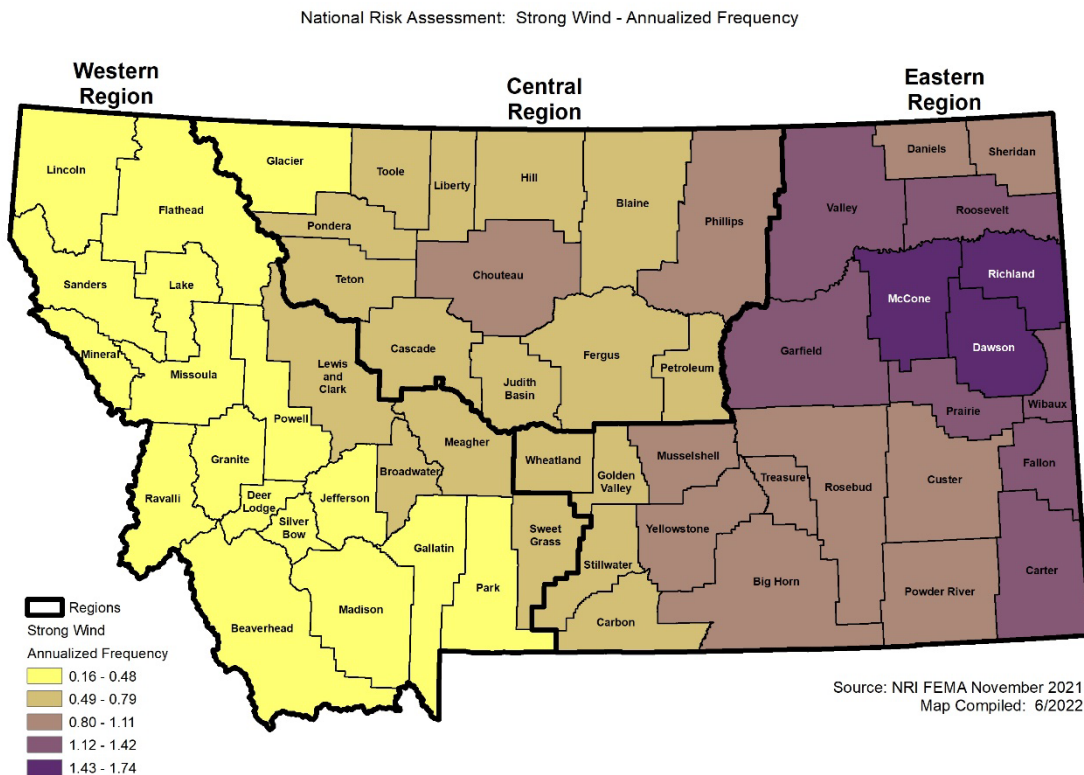 National Risk Assessment: Strong Wind - Annualized Frequency
Western
Region
Central
Region
Eastern
Region
Lincoln
Flathead
Glacier
Toole
Liberty
Hill
Blaine
Phillips
Valley
Daniels
Sheridan
Roosevelt
Pondera
Teton
Chouteau
Sanders
Lake
McCone
Richland
Dawson
Mineral
Missoula
Lewis
and
Clark
Cascade
Judith
Basin
Fergus
Petroleum
Garfield
Prairie
Wibaux
Powell
Granite
Ravalli
Deer
Lodge
Silver
Bow
Jefferson
Broadwater
Meagher
Wheatland
Golden
Valley
Musselshell
Treasure
Rosebud
Custer
Fallon
Gallatin
Park
Sweet
Grass
Stillwater
Yellowstone
Big Horn
Powder River
Carter
Beaverhead
Madison
Carbon
Regions
Strong Wind
Annualized Frequency
0.16 - 0.48
0.49 - 0.79
0.80 - 1.11
1.12 - 1.42
1.43 - 1.74
Source: NRI FEMA November 2021
Map Compiled: 6/2022